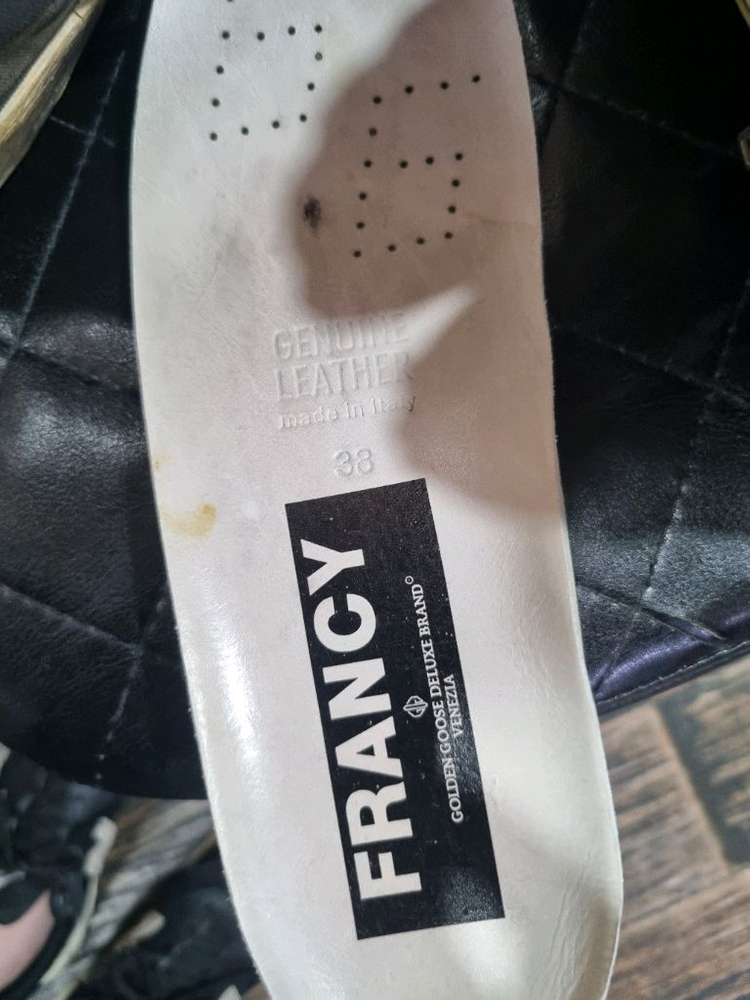 GENUINE
LEATHER
made in Italy
38
FRANCY
GOLDEN GOOSE DELUXE BRAND®
VENEZIA